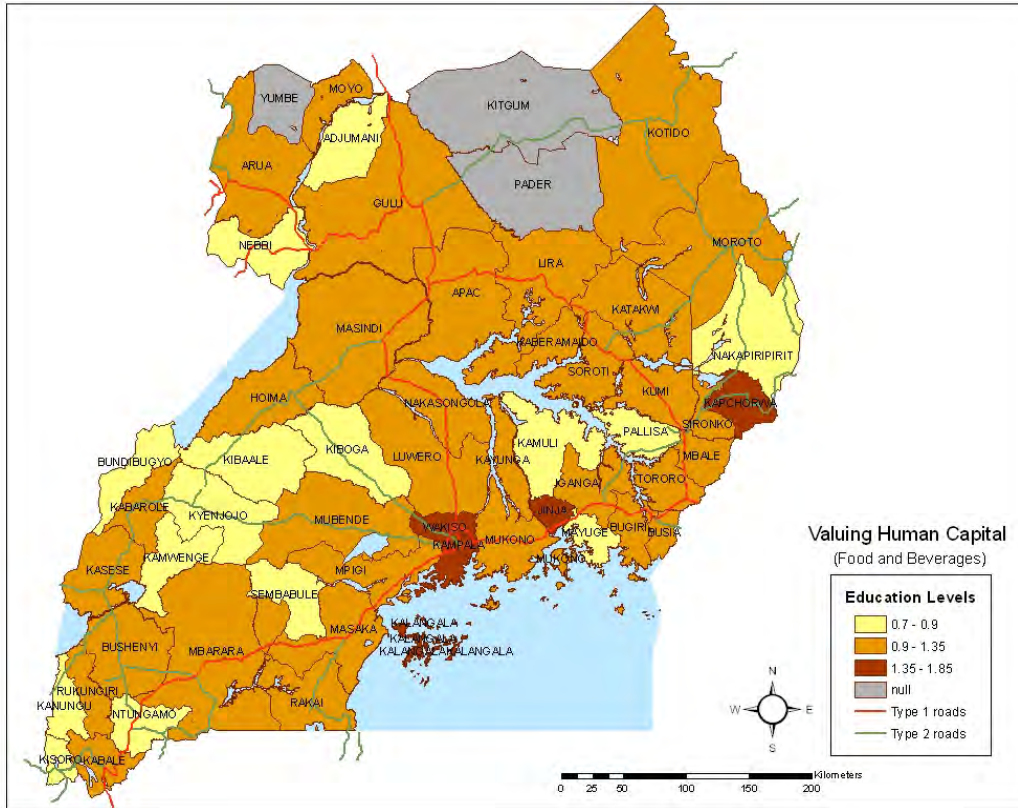 YUMBE
MOYO
KITGUM
ADJUMANI
KOTIDO
ARUA
PADER
GULU
NEBBI
MOROTO
LIRA
APAC
KATAKWI
MASINDI
KABERAMAIDO
NAKAPIRIPIRIT
SOROTI
HOIMA
NAKASONGOLA
KUMI
KAPCHORWA
SIRONKO
PALLISA
KAMULI
BUNDIBUGYO
KIBAALE
KIBOGA
LUWERO
KAYUNGA
MBALE
IGANGA
TORORO
KABAROLE
KYENJOJO
MUBENDE
JINJA
WAKISO
MAYUGE
BUGIRI
BUSIA
KAMWENGE
KAMPALA
MUKONO
MUKONO
KASESE
MPIGI
SEMBABULE
KALANGALA
MASAKA
KALANGALA
KALANGALA KALANGALA
BUSHENYI
MBARARA
RUKUNGIRI
RAKAI
KANUNGU
NTUNGAMO
KISORO
KABALE
Valuing Human Capital
(Food and Beverages)
Education Levels
0.7 - 0.9
0.9 - 1.35
1.35 - 1.85
null
Type 1 roads
Type 2 roads
N
W E
S
Kilometers
0 25 50 100 150 200